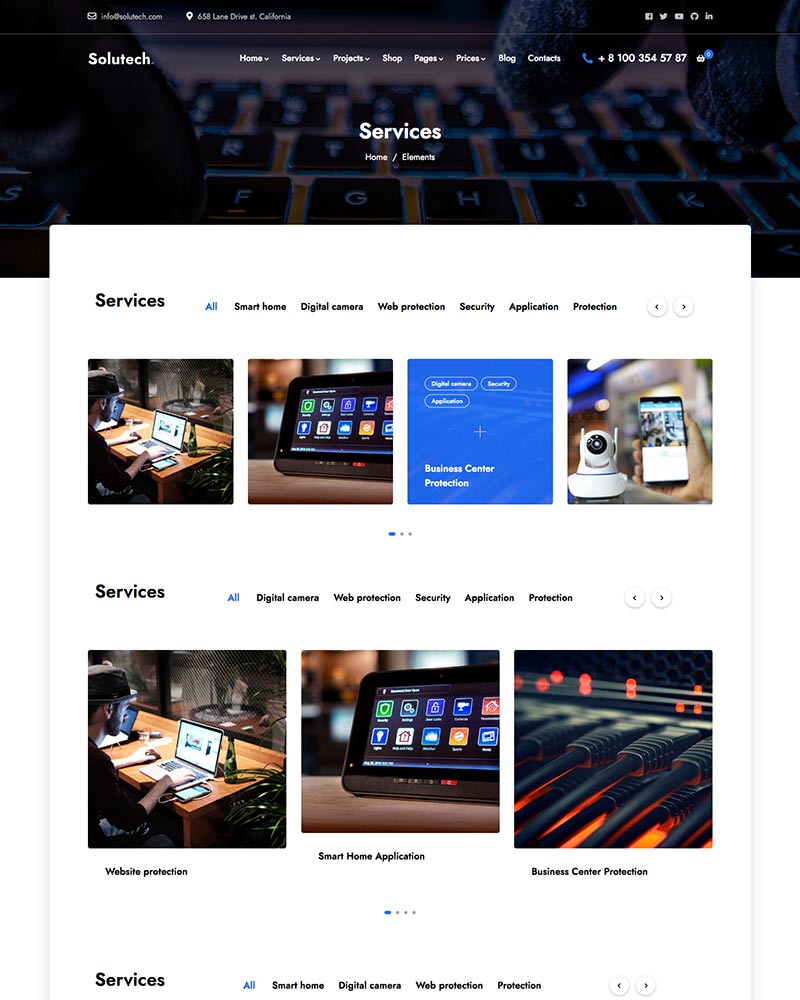 info@solutech.com 658 Lane Drive st. California
Solutech. Home Services Projects Shop Pages Prices Blog Contacts + 8 100 354 57 87 0
Services
Home / Elements
Services All Smart home Digital camera Web protection Security Application Protection
Digital camera Security
Application
Business Center
Protection
Services All Digital camera Web protection Security Application Protection
Website protection
Smart Home Application
Business Center Protection
Services All Smart home Digital camera Web protection Protection